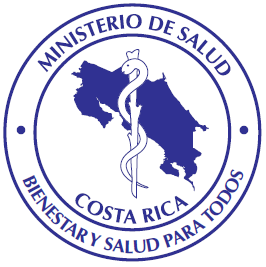 MINISTERIO DE SALUD
COSTA RICA
BIENESTAR Y SALUD PARA TODOS